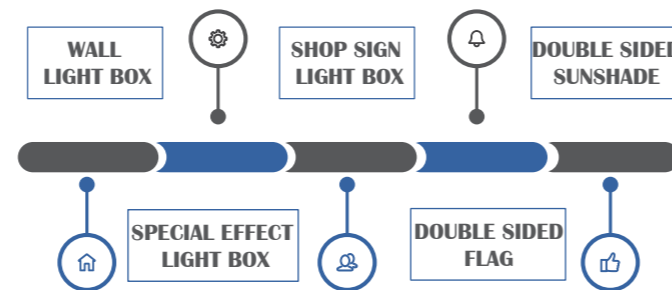 WALL
LIGHT BOX
SHOP SIGN
LIGHT BOX
DOUBLE SIDED
SUNSHADE
SPECIAL EFFECT
LIGHT BOX
DOUBLE SIDED
FLAG